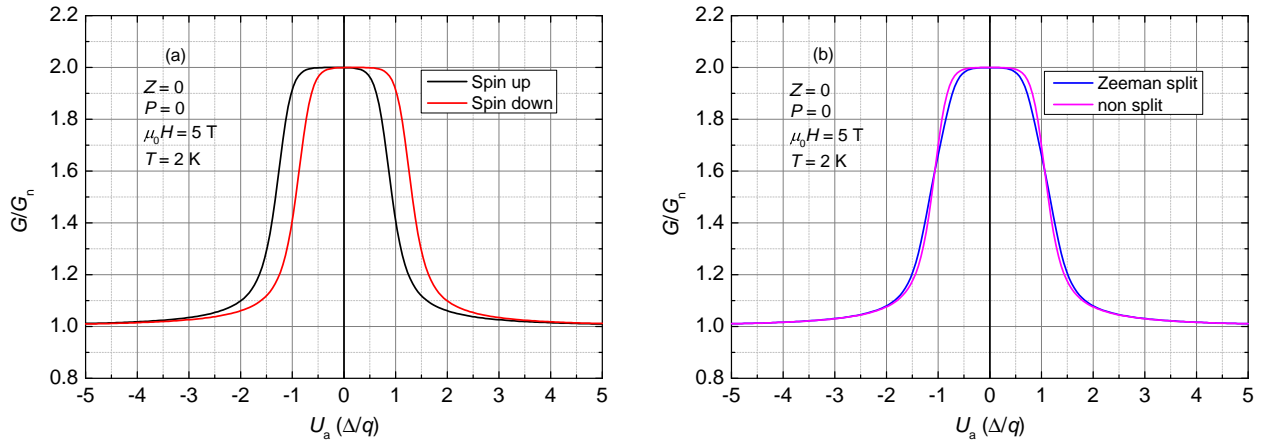 2.2
2.0
1.8
1.6
1.4
1.2
1.0
0.8
G/Gn
(a)
Z = 0
P = 0
μ0H = 5 T
T = 2 K
Spin up
Spin down
-5 -4 -3 -2 -1 0 1 2 3 4 5
Ua (Δ/q)
2.2
2.0
1.8
1.6
1.4
1.2
1.0
0.8
G/Gn
(b)
Z = 0
P = 0
μ0H = 5 T
T = 2 K
Zeeman split
non split
-5 -4 -3 -2 -1 0 1 2 3 4 5
Ua (Δ/q)